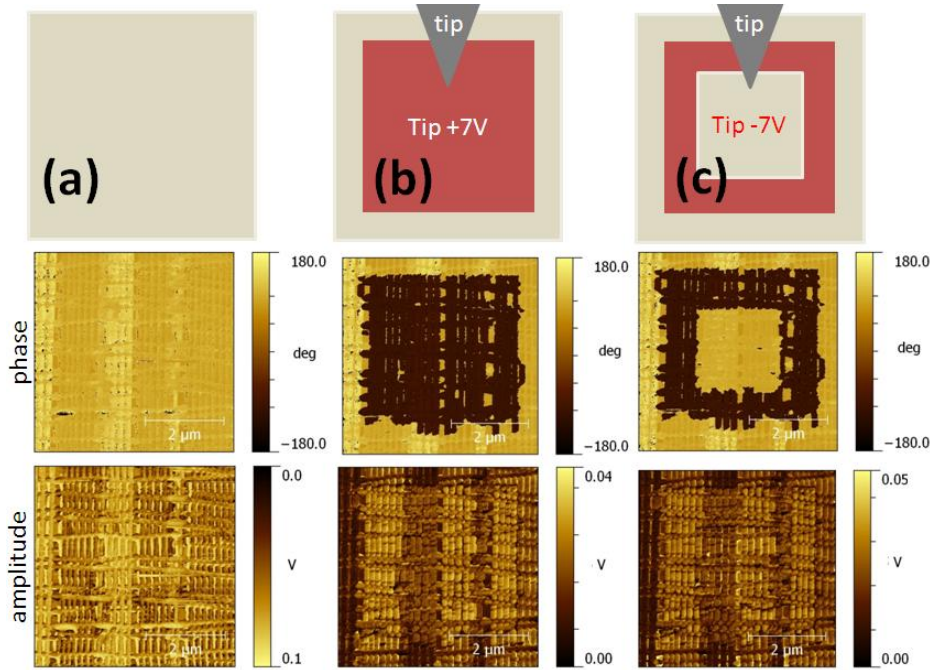 tip
tip
Tip +7V
Tip -7V
(a)
(b)
(c)
phase
180.0
deg
-180.0
2 μm
180.0
deg
−180.0
2 μm
180.0
deg
−180.0
2 μm
amplitude
0.0
V
0.1
2 μm
0.04
V
0.00
2 μm
0.05
V
0.00
2 μm